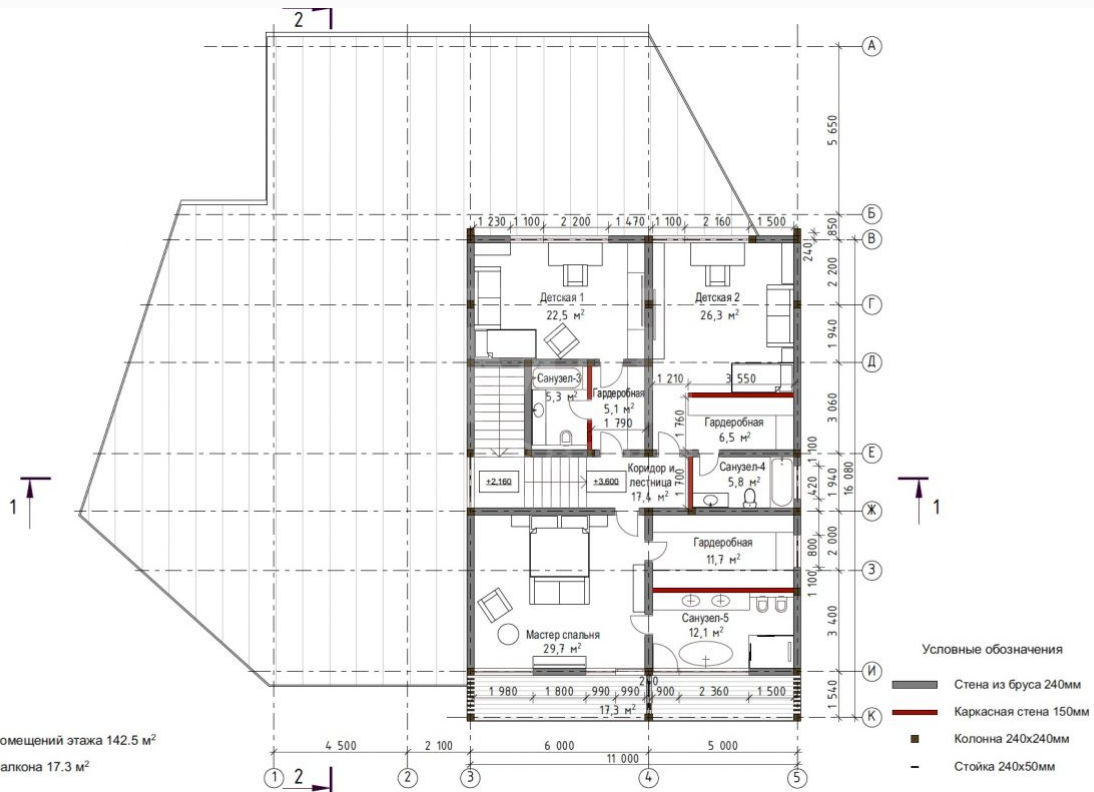 2
А
5 650
Б
850
1 230 1 100 2 200 1 470 1 100 2 160 1 500
В
240
2 200
Детская 1
22,5 м²
Детская 2
26,3 м²
Г
1 940
Д
Санузел-3
5,3 м²
Гардеробная
5,1 м²
1 790
1 210 3 550
3 060
1 760
Гардеробная
6,5 м²
Е
1 100
Коридор и
лестница
17,4 м²
+2,160
+3,600
1 700
Санузел-4
5,8 м²
420
1 940
16 080
1
1
Ж
Гардеробная
11,7 м²
800
2 000
З
1 100
Санузел-5
12,1 м²
3 400
Мастер спальня
29,7 м²
И
1 980 1 800 990 990 900 2 360 1 500
17,3 м²
1 540
К
Условные обозначения
Стена из бруса 240мм
Каркасная стена 150мм
Колонна 240х240мм
Стойка 240х50мм
омещений этажа 142.5 м²
алкона 17.3 м²
4 500 2 100 6 000 5 000
11 000
1 2 2 3 4 5